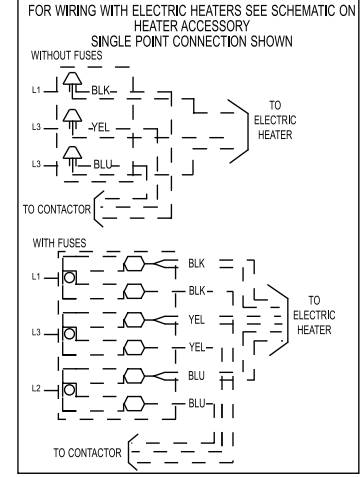 FOR WIRING WITH ELECTRIC HEATERS SEE SCHEMATIC ON
HEATER ACCESSORY
SINGLE POINT CONNECTION SHOWN
WITHOUT FUSES
L1
BLK
TO
ELECTRIC
HEATER
L3
YEL
L3
BLU
TO CONTACTOR
WITH FUSES
BLK
L1
BLK
TO
ELECTRIC
HEATER
YEL
L3
YEL
BLU
L2
BLU
TO CONTACTOR